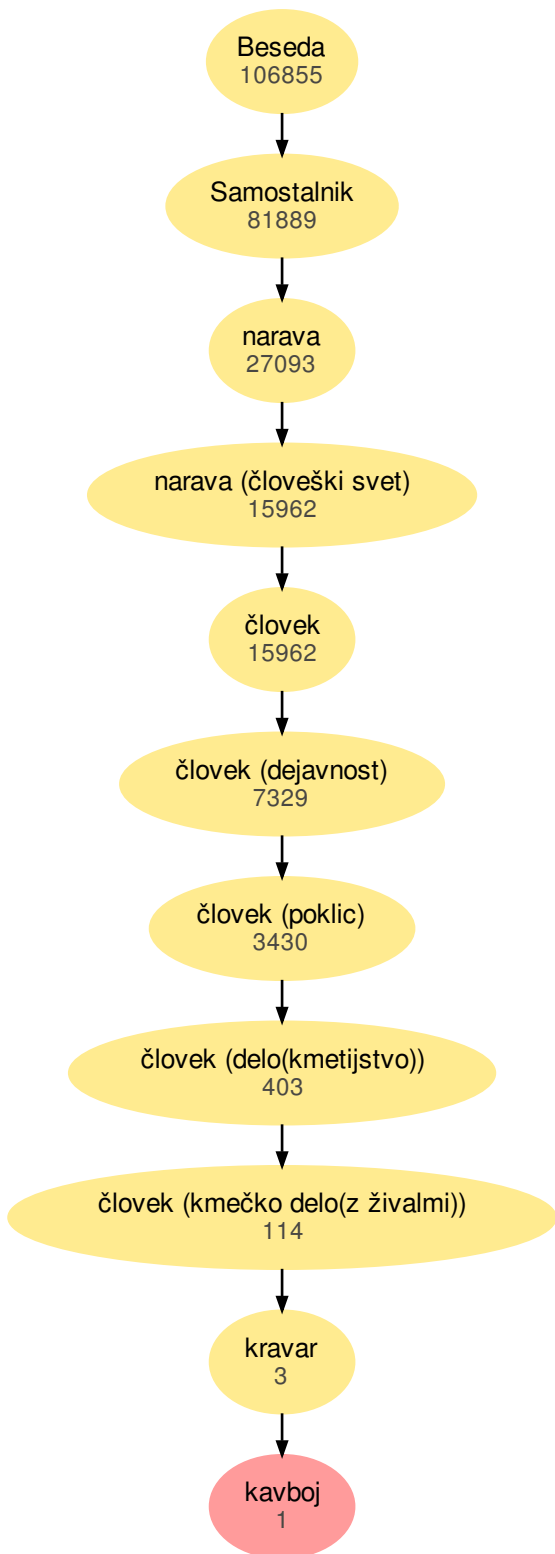 Beseda
106855
Samostalnik
81889
narava
27093
narava (človeški svet)
15962
človek
15962
človek (dejavnost)
7329
človek (poklic)
3430
človek (delo(kmetijstvo))
403
človek (kmečko delo(z živalmi))
114
kravar
3
kavboj
1